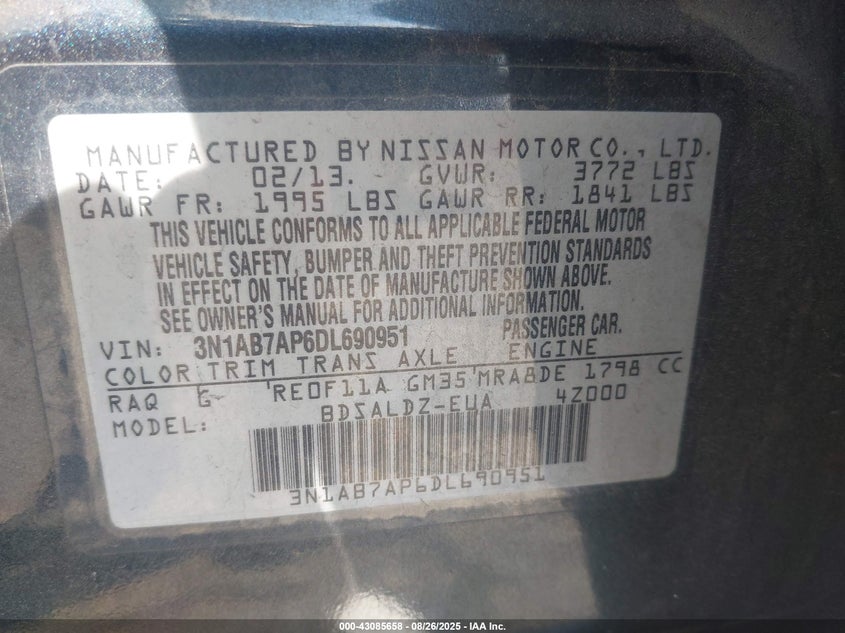 MANUFACTURED BY NISSAN MOTOR CO., LTD.
DATE: 02/13. GVWR: 3772 LBS
GAWR FR: 1995 LBS GAWR RR: 1841 LBS
THIS VEHICLE CONFORMS TO ALL APPLICABLE FEDERAL MOTOR
VEHICLE SAFETY, BUMPER AND THEFT PREVENTION STANDARDS
IN EFFECT ON THE DATE OF MANUFACTURE SHOWN ABOVE.
SEE OWNER'S MANUAL FOR ADDITIONAL INFORMATION.
VIN: 3N1AB7AP6DL690951 PASSENGER CAR.
COLOR TRIM TRANS AXLE ENGINE
RAQ G RE0F11A GM35 MRA8DE 1798 CC
MODEL: BDSALDZ-EUA 4Z000
3N1AB7AP6DL690951
000-43085658 - 08/26/2025 - IAA Inc.